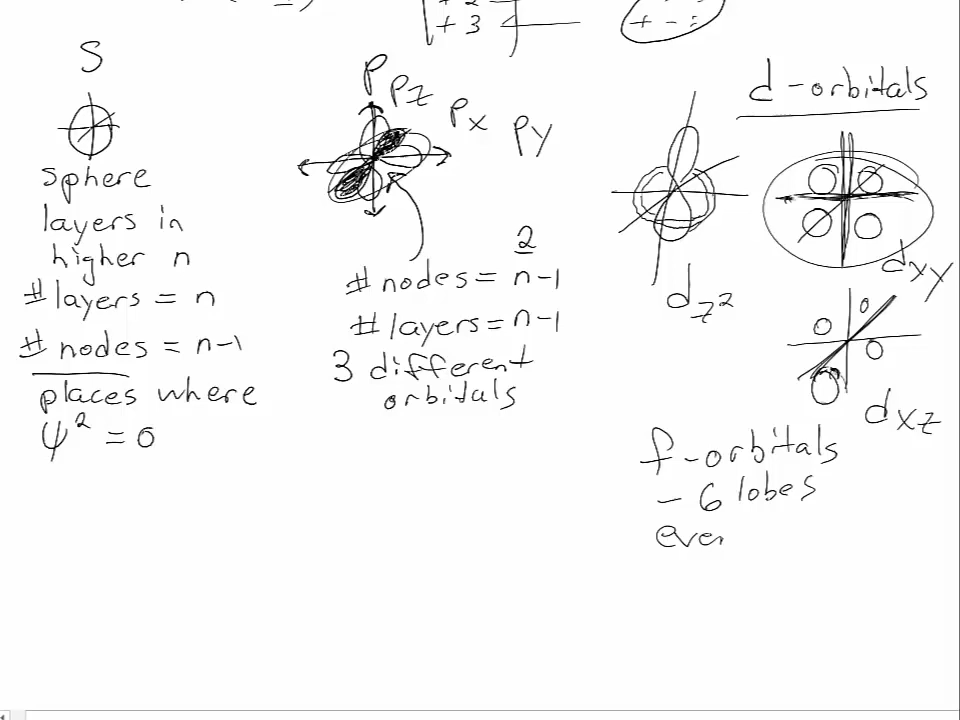 + 3
+ - :
S
sphere
layers in
higher n
# layers = n
# nodes = n-1
places where
ψ² = 0
P
Pz
Px
Py
2
# nodes = n-1
# layers = n-1
3 different
orbitals
d-orbitals
dz²
dxy
dxz
f-orbitals
- 6 lobes
ever